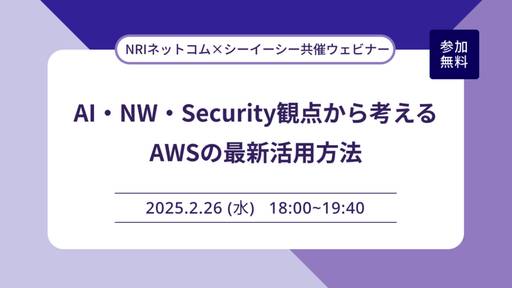 NRIネットコム×シーイーシー共催ウェビナー
参加
無料
AI・NW・Security観点から考える
AWSの最新活用方法
2025.2.26 (水) 18:00~19:40